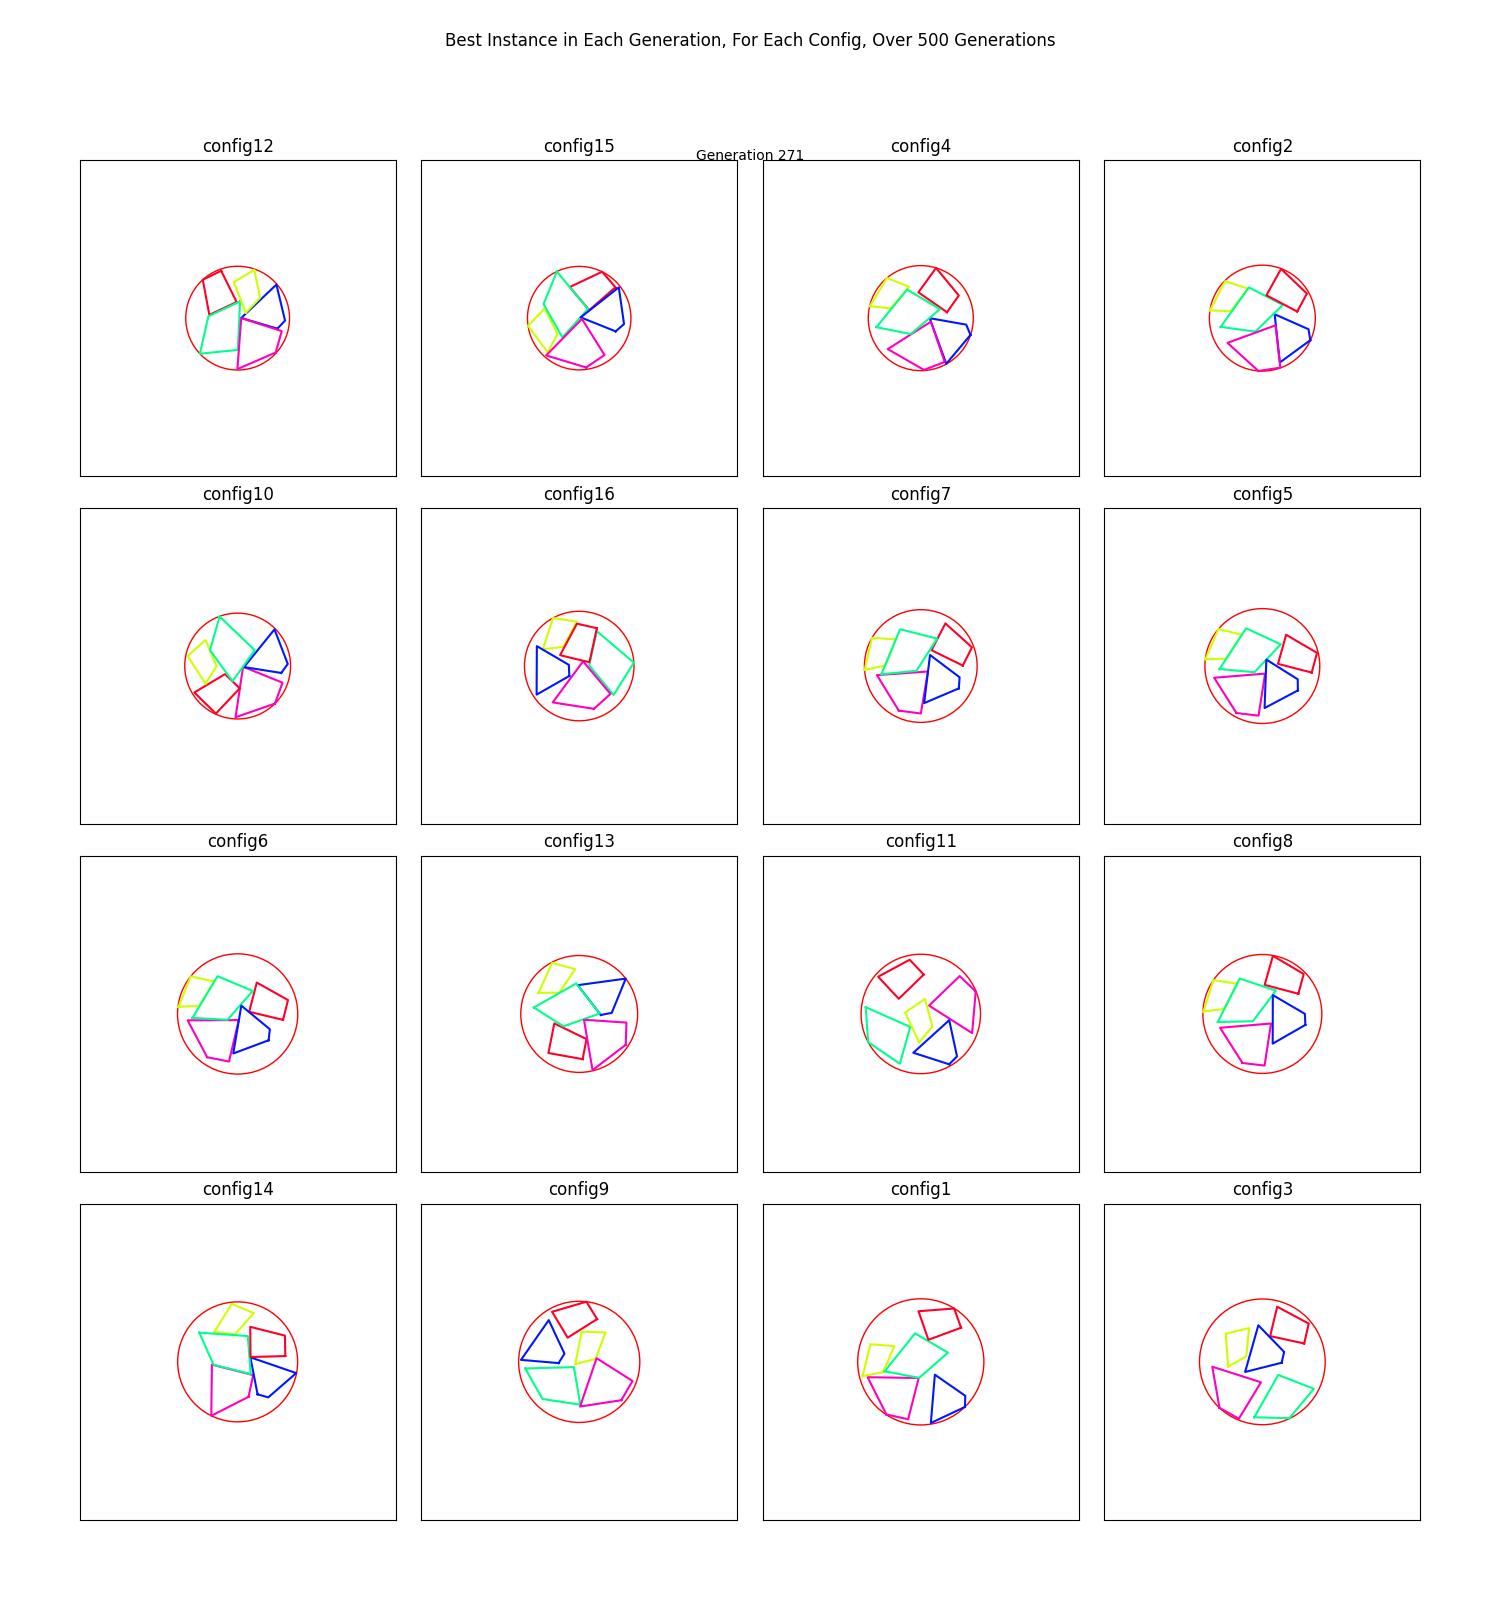 Best Instance in Each Generation, For Each Config, Over 500 Generations
Generation 271
config12
config15
config4
config2
config10
config16
config7
config5
config6
config13
config11
config8
config14
config9
config1
config3